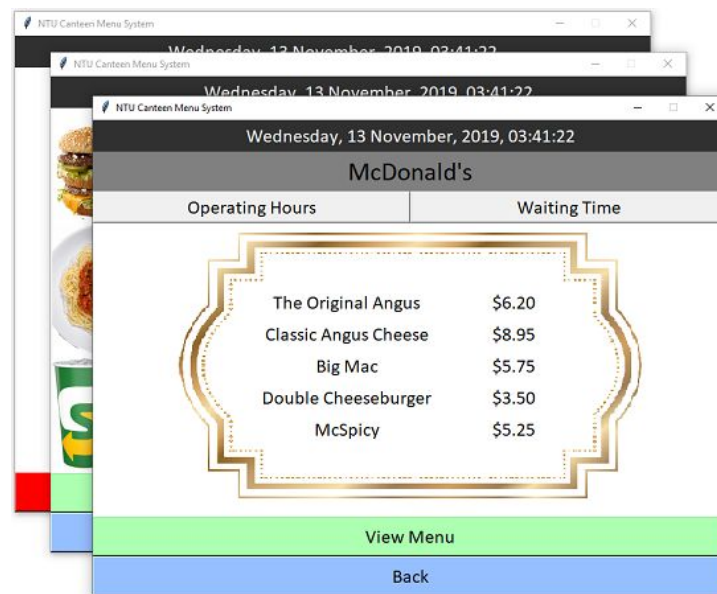 NTU Canteen Menu System
Wednesday, 13 November, 2019, 03:41:22
NTU Canteen Menu System
Wednesday, 13 November, 2019, 03:41:22
NTU Canteen Menu System
Wednesday, 13 November, 2019, 03:41:22
McDonald's
Operating Hours Waiting Time
The Original Angus $6.20
Classic Angus Cheese $8.95
Big Mac $5.75
Double Cheeseburger $3.50
McSpicy $5.25
View Menu
Back